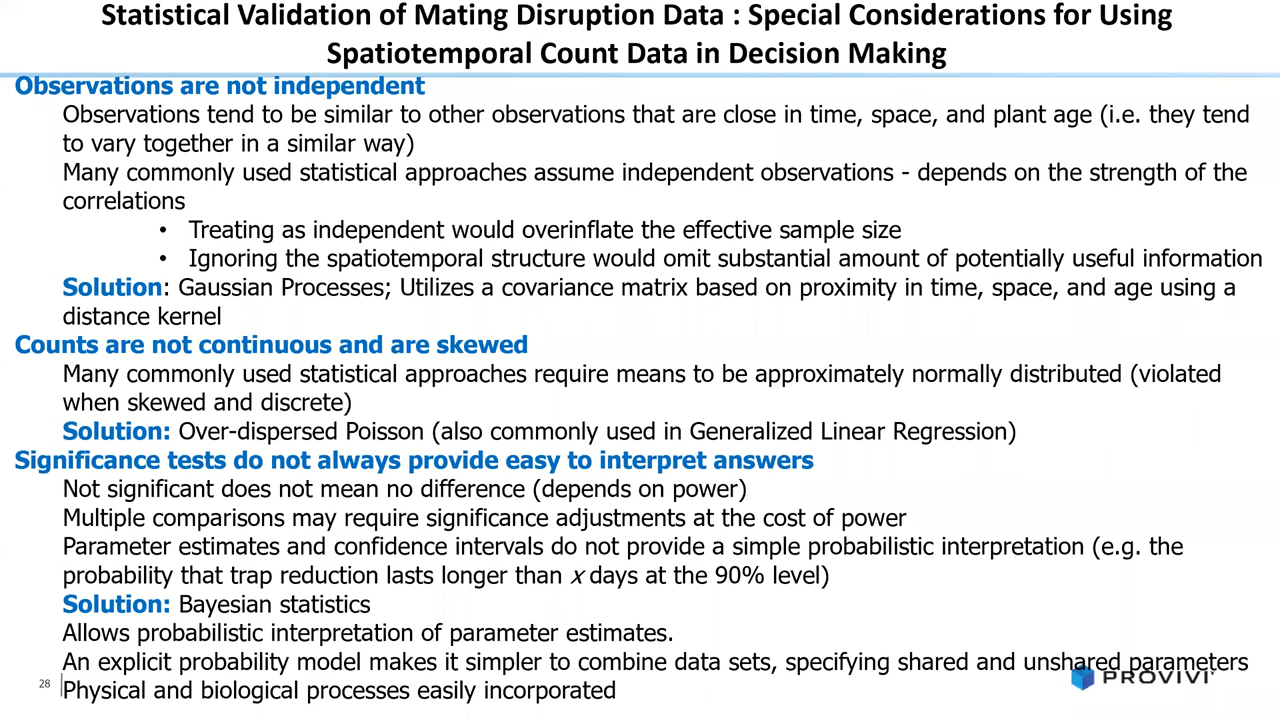 Statistical Validation of Mating Disruption Data : Special Considerations for Using
Spatiotemporal Count Data in Decision Making
Observations are not independent
Observations tend to be similar to other observations that are close in time, space, and plant age (i.e. they tend
to vary together in a similar way)
Many commonly used statistical approaches assume independent observations - depends on the strength of the
correlations
• Treating as independent would overinflate the effective sample size
• Ignoring the spatiotemporal structure would omit substantial amount of potentially useful information
Solution: Gaussian Processes; Utilizes a covariance matrix based on proximity in time, space, and age using a
distance kernel
Counts are not continuous and are skewed
Many commonly used statistical approaches require means to be approximately normally distributed (violated
when skewed and discrete)
Solution: Over-dispersed Poisson (also commonly used in Generalized Linear Regression)
Significance tests do not always provide easy to interpret answers
Not significant does not mean no difference (depends on power)
Multiple comparisons may require significance adjustments at the cost of power
Parameter estimates and confidence intervals do not provide a simple probabilistic interpretation (e.g. the
probability that trap reduction lasts longer than x days at the 90% level)
Solution: Bayesian statistics
Allows probabilistic interpretation of parameter estimates.
An explicit probability model makes it simpler to combine data sets, specifying shared and unshared parameters
Physical and biological processes easily incorporated
28
PROVIVI